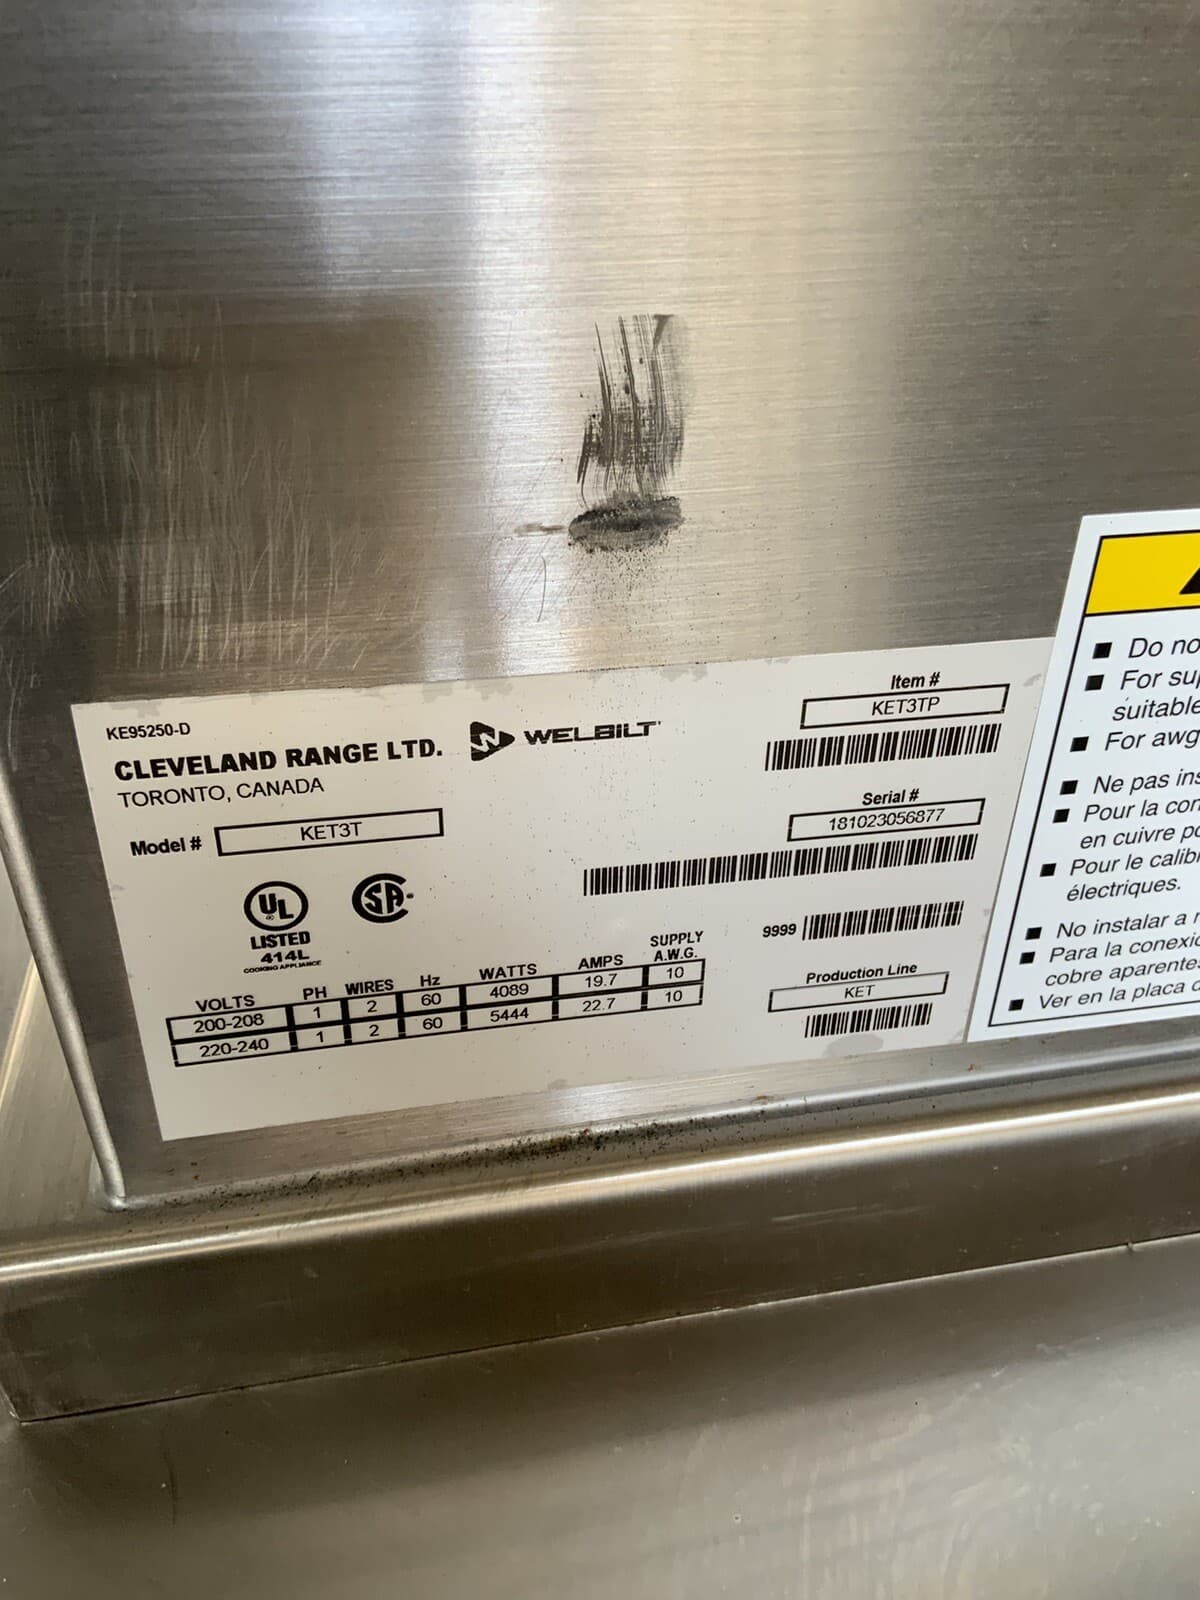 KE95250-D
CLEVELAND RANGE LTD.
TORONTO, CANADA
WELBILT
Model # KET3T
Item #
KET3TP
Serial #
181023056877
UL
LISTED
414L
COOKING APPLIANCE
SA
9999
Production Line
KET
VOLTS PH WIRES Hz WATTS AMPS SUPPLY A.W.G.
200-208 1 2 60 4089 19.7 10
220-240 1 2 60 5444 22.7 10
Do no
For sup
suitable
For awg
Ne pas ins
Pour la con
en cuivre po
Pour le calib
électriques.
No instalar a
Para la conexi
cobre aparente
Ver en la placa